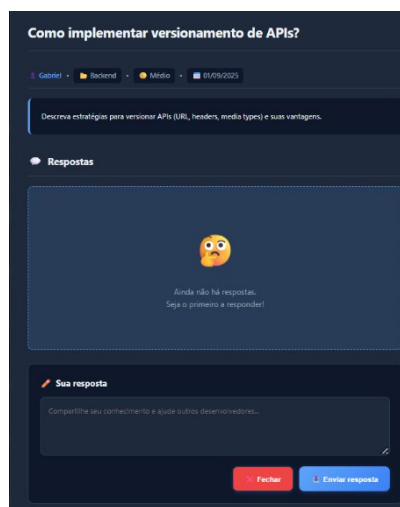 Como implementar versionamento de APIs?
Gabriel • Backend • Médio • 01/09/2025
Descreva estratégias para versionar APIs (URL, headers, media types) e suas vantagens.
Respostas
Ainda não há respostas.
Seja o primeiro a responder!
Sua resposta
Compartilhe seu conhecimento e ajude outros desenvolvedores...
Fechar
Enviar resposta